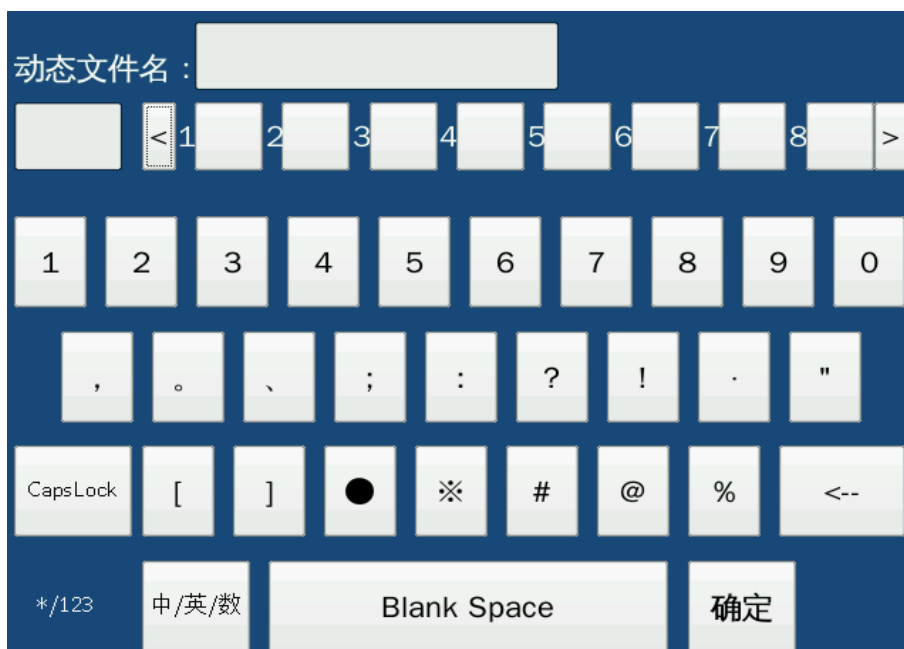 动态文件名：
< 1 2 3 4 5 6 7 8 >
1 2 3 4 5 6 7 8 9 0
， 。 、 ； ： ？ ！ · "
CapsLock [ ] ● ※ # @ % <--
*/123 中/英/数 Blank Space 确定